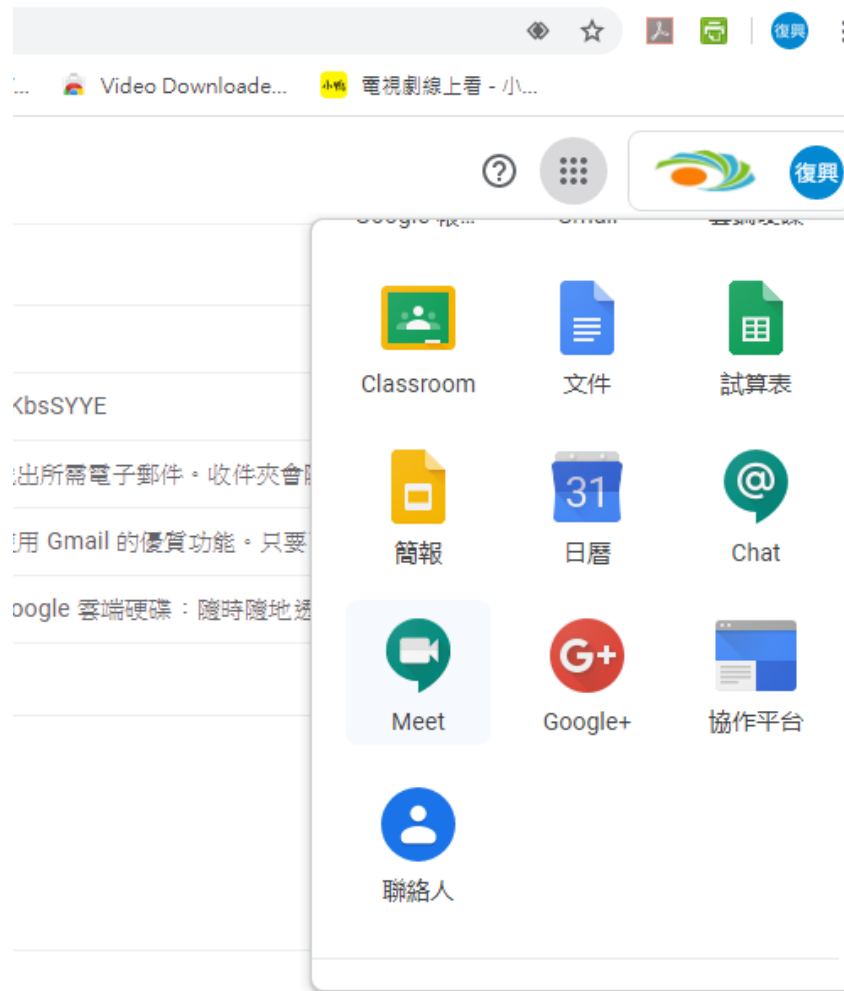 復興
... Video Downloade... 小鴨 電視劇線上看 - 小...
復興
Classroom 文件 試算表
KbsSYYE
出所需電子郵件。收件夾會
31
簡報 日曆 Chat
用 Gmail 的優質功能。只要
oogle 雲端硬碟：隨時隨地透
G+
Meet Google+ 協作平台
聯絡人